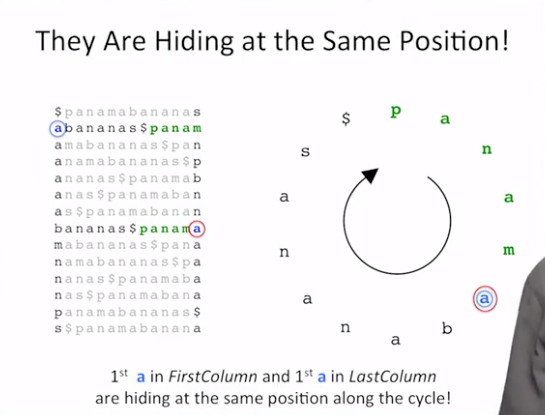 They Are Hiding at the Same Position!
$panamabananas
abananas$panam
amabananas$pan
anamabananas$p
ananas$panamab
anas$panamaban
as$panamabanan
bananas$panama
mabananas$pana
namabananas$pa
nanas$panamaba
nas$panamabana
panamabananas$
s$panamabanana
$ p a n a m a b a n a n a s
1st a in FirstColumn and 1st a in LastColumn
are hiding at the same position along the cycle!